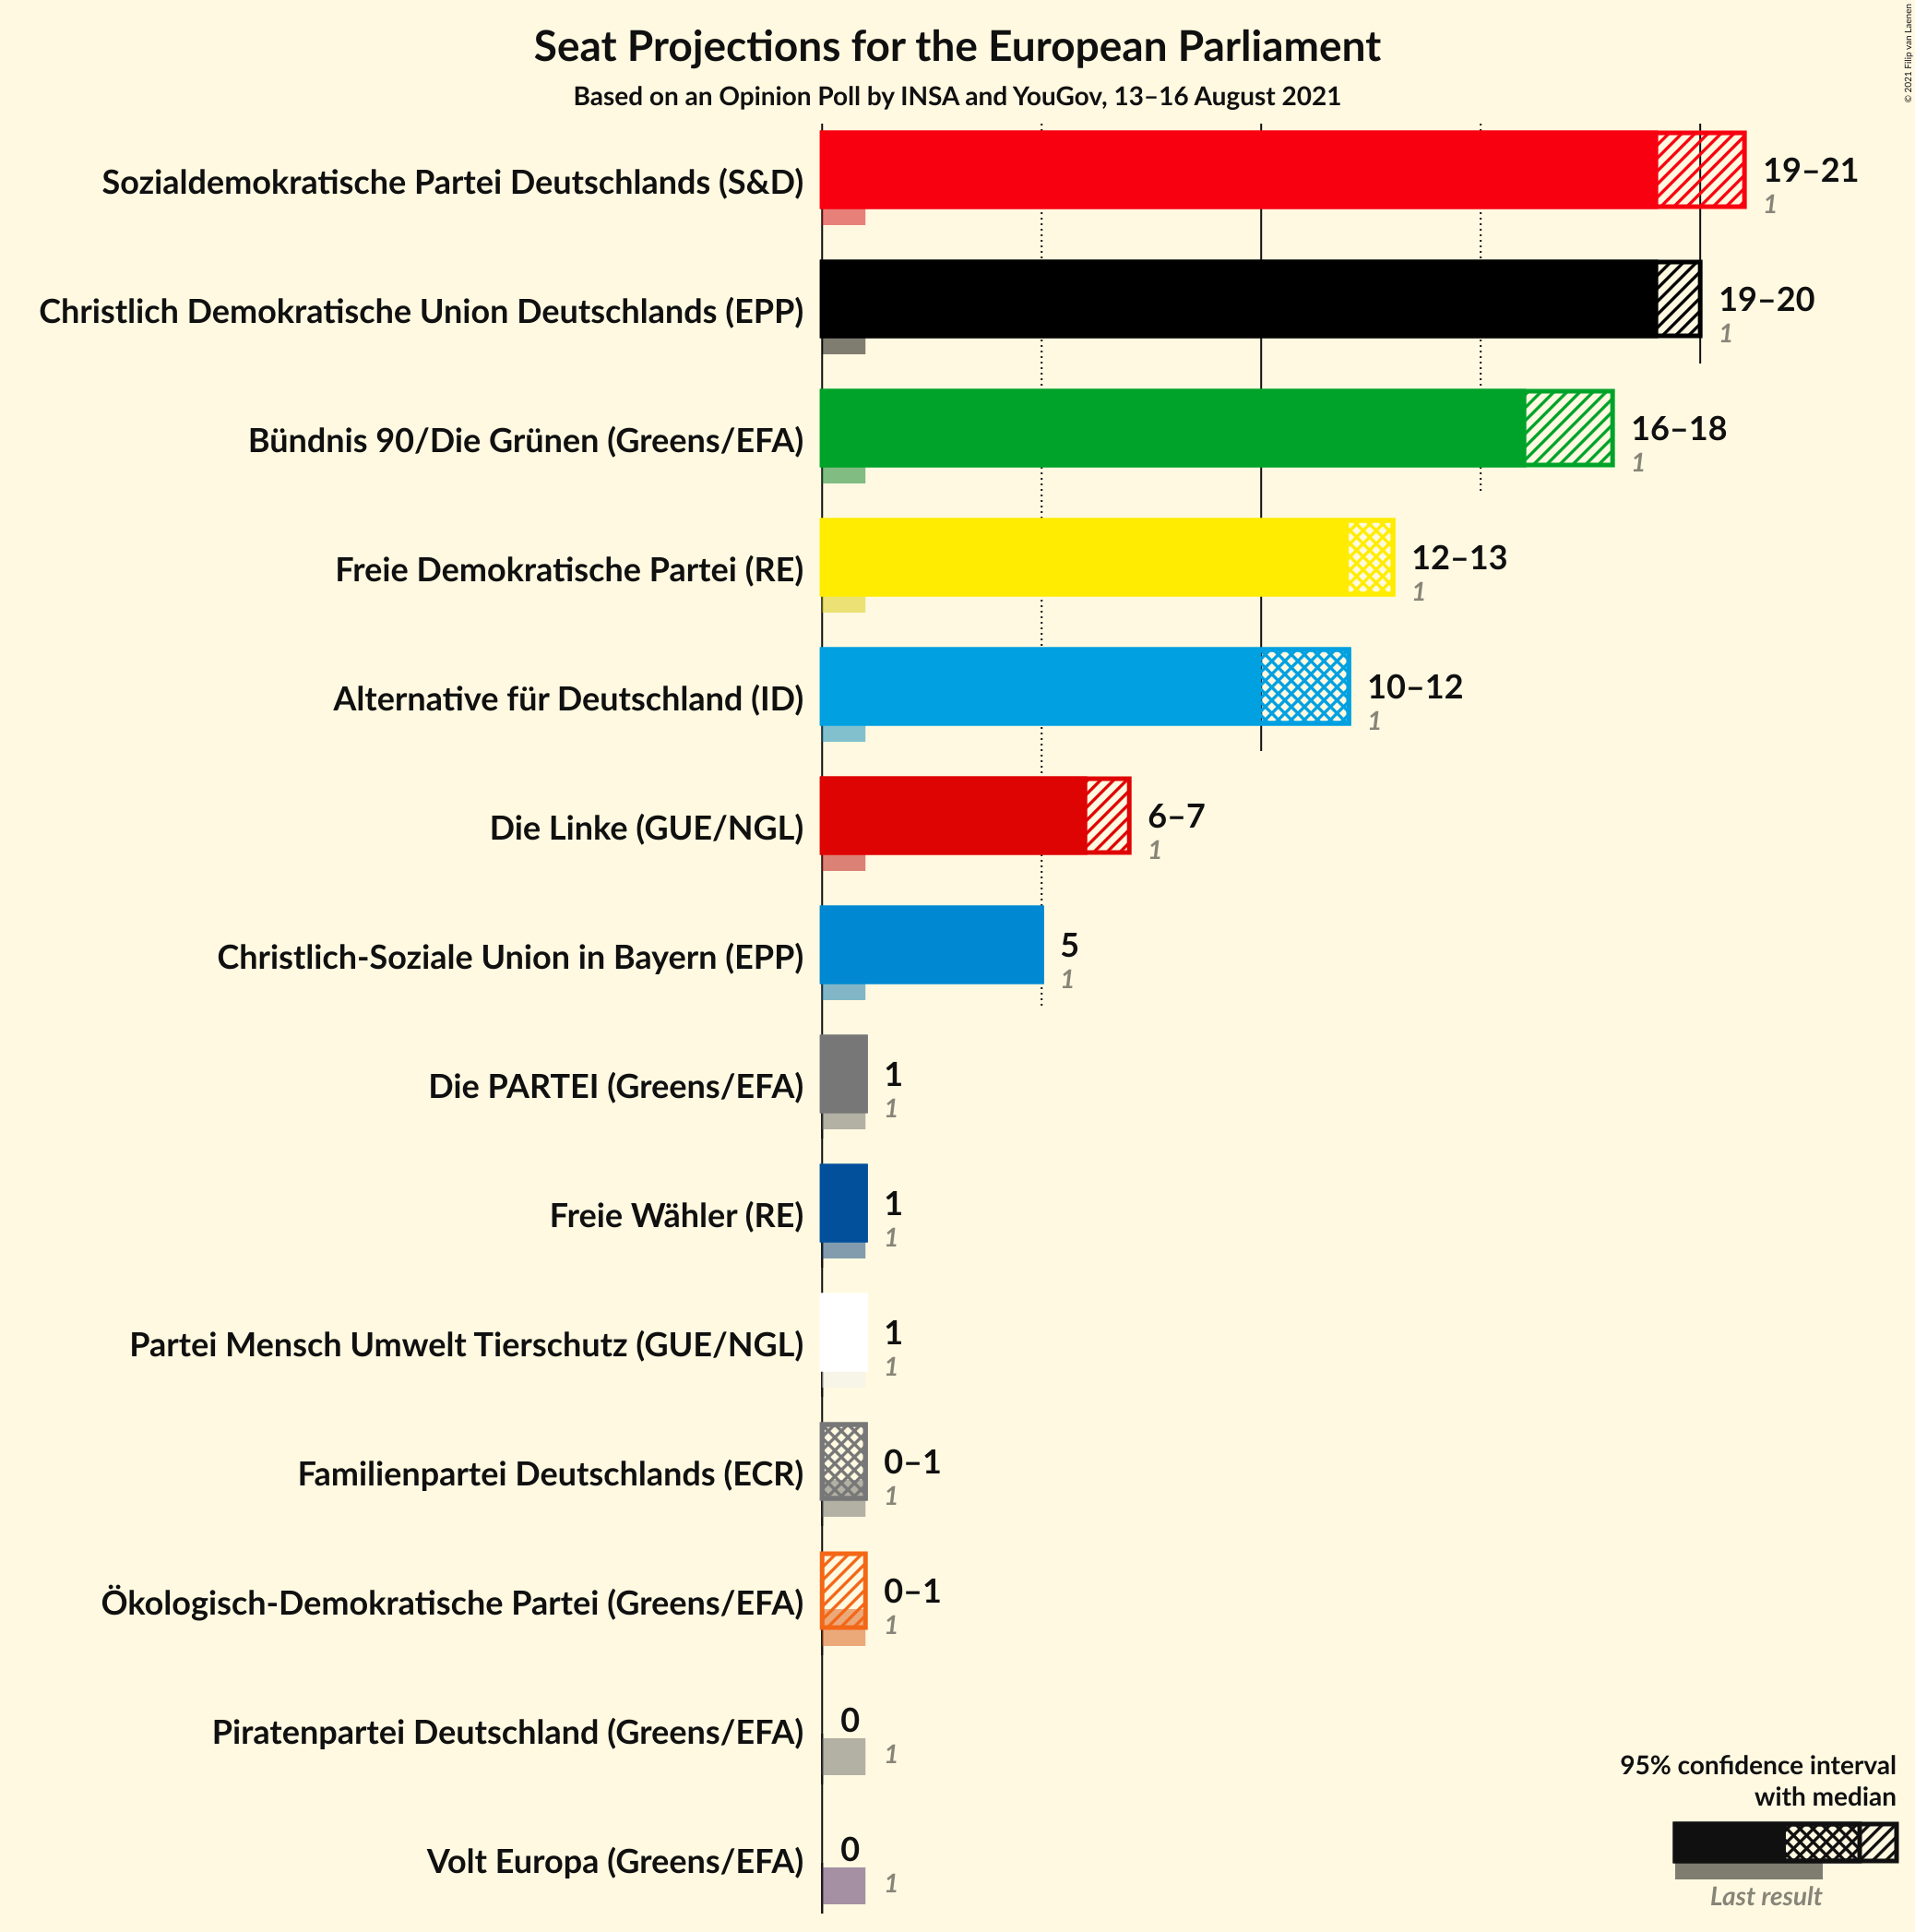 Seat Projections for the European Parliament
Based on an Opinion Poll by INSA and YouGov, 13–16 August 2021
© 2021 Filip van Laenen
Sozialdemokratische Partei Deutschlands (S&D)
19–21
1
Christlich Demokratische Union Deutschlands (EPP)
19–20
1
Bündnis 90/Die Grünen (Greens/EFA)
16–18
1
Freie Demokratische Partei (RE)
12–13
1
Alternative für Deutschland (ID)
10–12
1
Die Linke (GUE/NGL)
6–7
1
Christlich-Soziale Union in Bayern (EPP)
5
1
Die PARTEI (Greens/EFA)
1
1
Freie Wähler (RE)
1
1
Partei Mensch Umwelt Tierschutz (GUE/NGL)
1
1
Familienpartei Deutschlands (ECR)
0–1
1
Ökologisch-Demokratische Partei (Greens/EFA)
0–1
1
Piratenpartei Deutschland (Greens/EFA)
0
1
Volt Europa (Greens/EFA)
0
1
95% confidence interval
with median
Last result